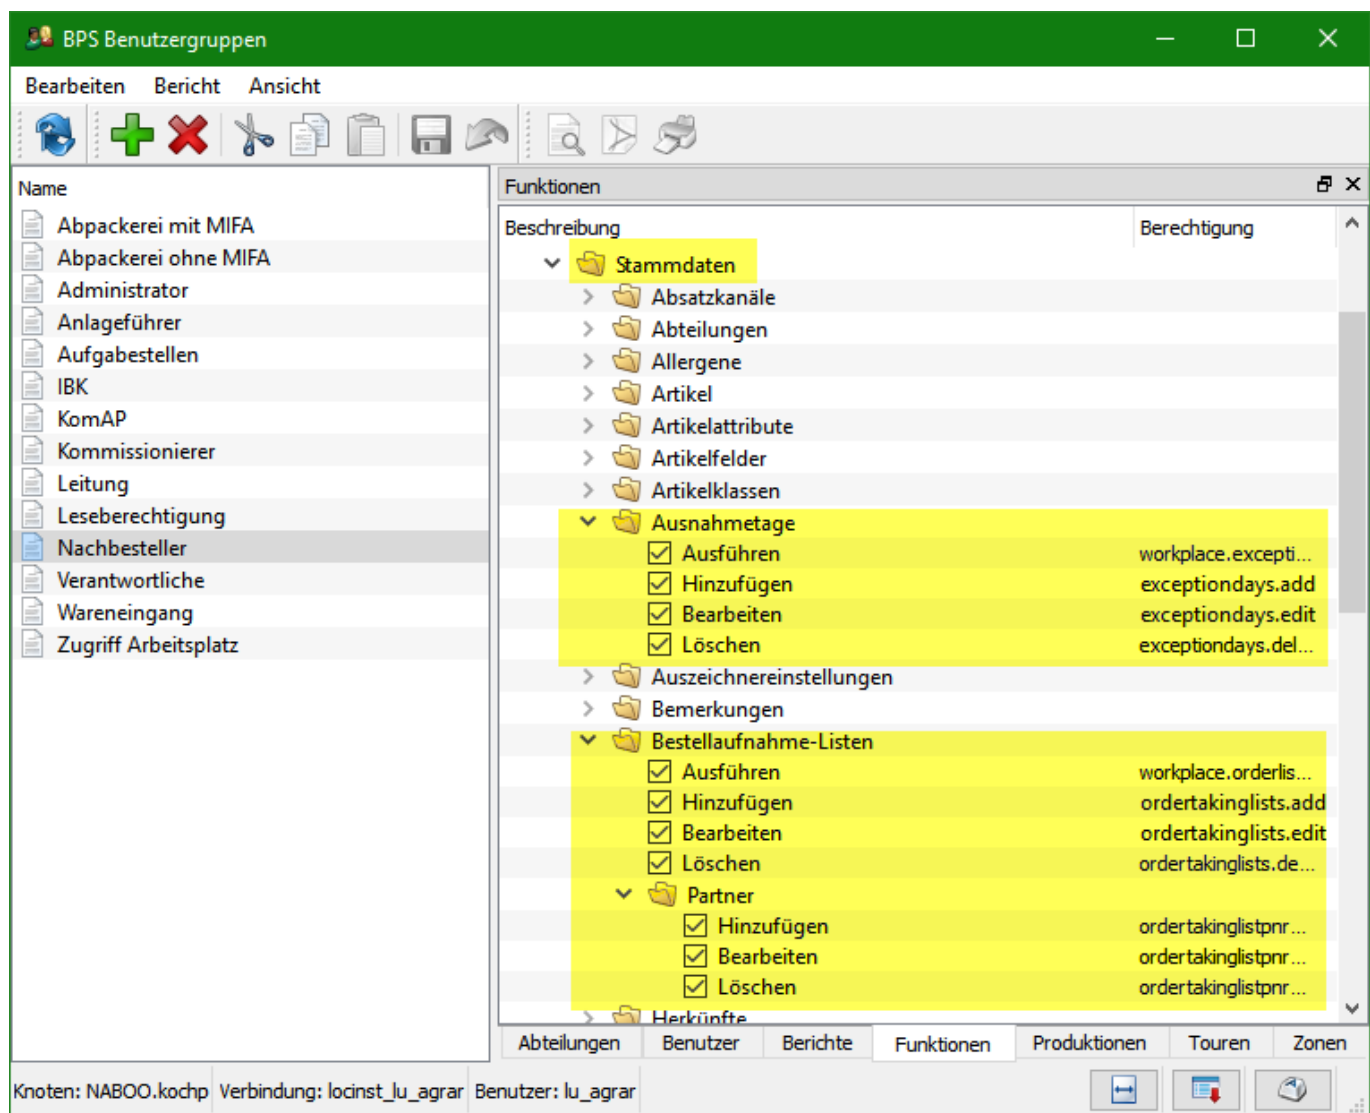 BPS Benutzergruppen
Bearbeiten Bericht Ansicht
Name
Abpackerei mit MIFA
Abpackerei ohne MIFA
Administrator
Anlageführer
Aufgabestellen
IBK
KomAP
Kommissionierer
Leitung
Leseberechtigung
Nachbesteller
Verantwortliche
Wareneingang
Zugriff Arbeitsplatz
Funktionen
Beschreibung Berechtigung
Stammdaten
Absatzkanäle
Abteilungen
Allergene
Artikel
Artikelattribute
Artikelfelder
Artikelklassen
Ausnahmetage
Ausführen workplace.excepti...
Hinzufügen exceptiondays.add
Bearbeiten exceptiondays.edit
Löschen exceptiondays.del...
Auszeichnereinstellungen
Bemerkungen
Bestellaufnahme-Listen
Ausführen workplace.orderlis...
Hinzufügen ordertakinglists.add
Bearbeiten ordertakinglists.edit
Löschen ordertakinglists.de...
Partner
Hinzufügen ordertakinglistpnr...
Bearbeiten ordertakinglistpnr...
Löschen ordertakinglistpnr...
Herkünfte
Abteilungen Benutzer Berichte Funktionen Produktionen Touren Zonen
Knoten: NABOO.kochp Verbindung: locinst_lu_agrar Benutzer: lu_agrar